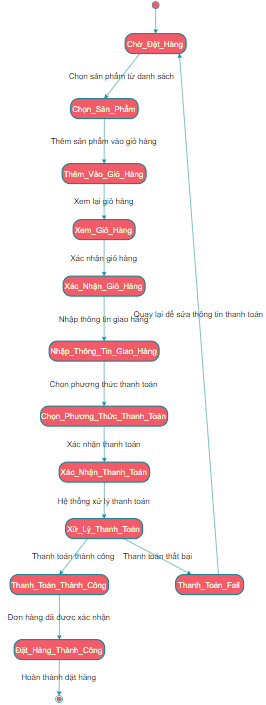 Chờ_Đặt_Hàng
Chọn sản phẩm từ danh sách
Chọn_Sản_Phẩm
Thêm sản phẩm vào giỏ hàng
Thêm_Vào_Giỏ_Hàng
Xem lại giỏ hàng
Xem_Giỏ_Hàng
Xác nhận giỏ hàng
Xác_Nhận_Giỏ_Hàng
Nhập thông tin giao hàng
Quay lại để sửa thông tin thanh toán
Nhập_Thông_Tin_Giao_Hàng
Chọn phương thức thanh toán
Chọn_Phương_Thức_Thanh_Toán
Xác nhận thanh toán
Xác_Nhận_Thanh_Toán
Hệ thống xử lý thanh toán
Xử_Lý_Thanh_Toán
Thanh toán thành công
Thanh toán thất bại
Thanh_Toán_Thành_Công
Thanh_Toán_Fail
Đơn hàng đã được xác nhận
Đặt_Hàng_Thành_Công
Hoàn thành đặt hàng